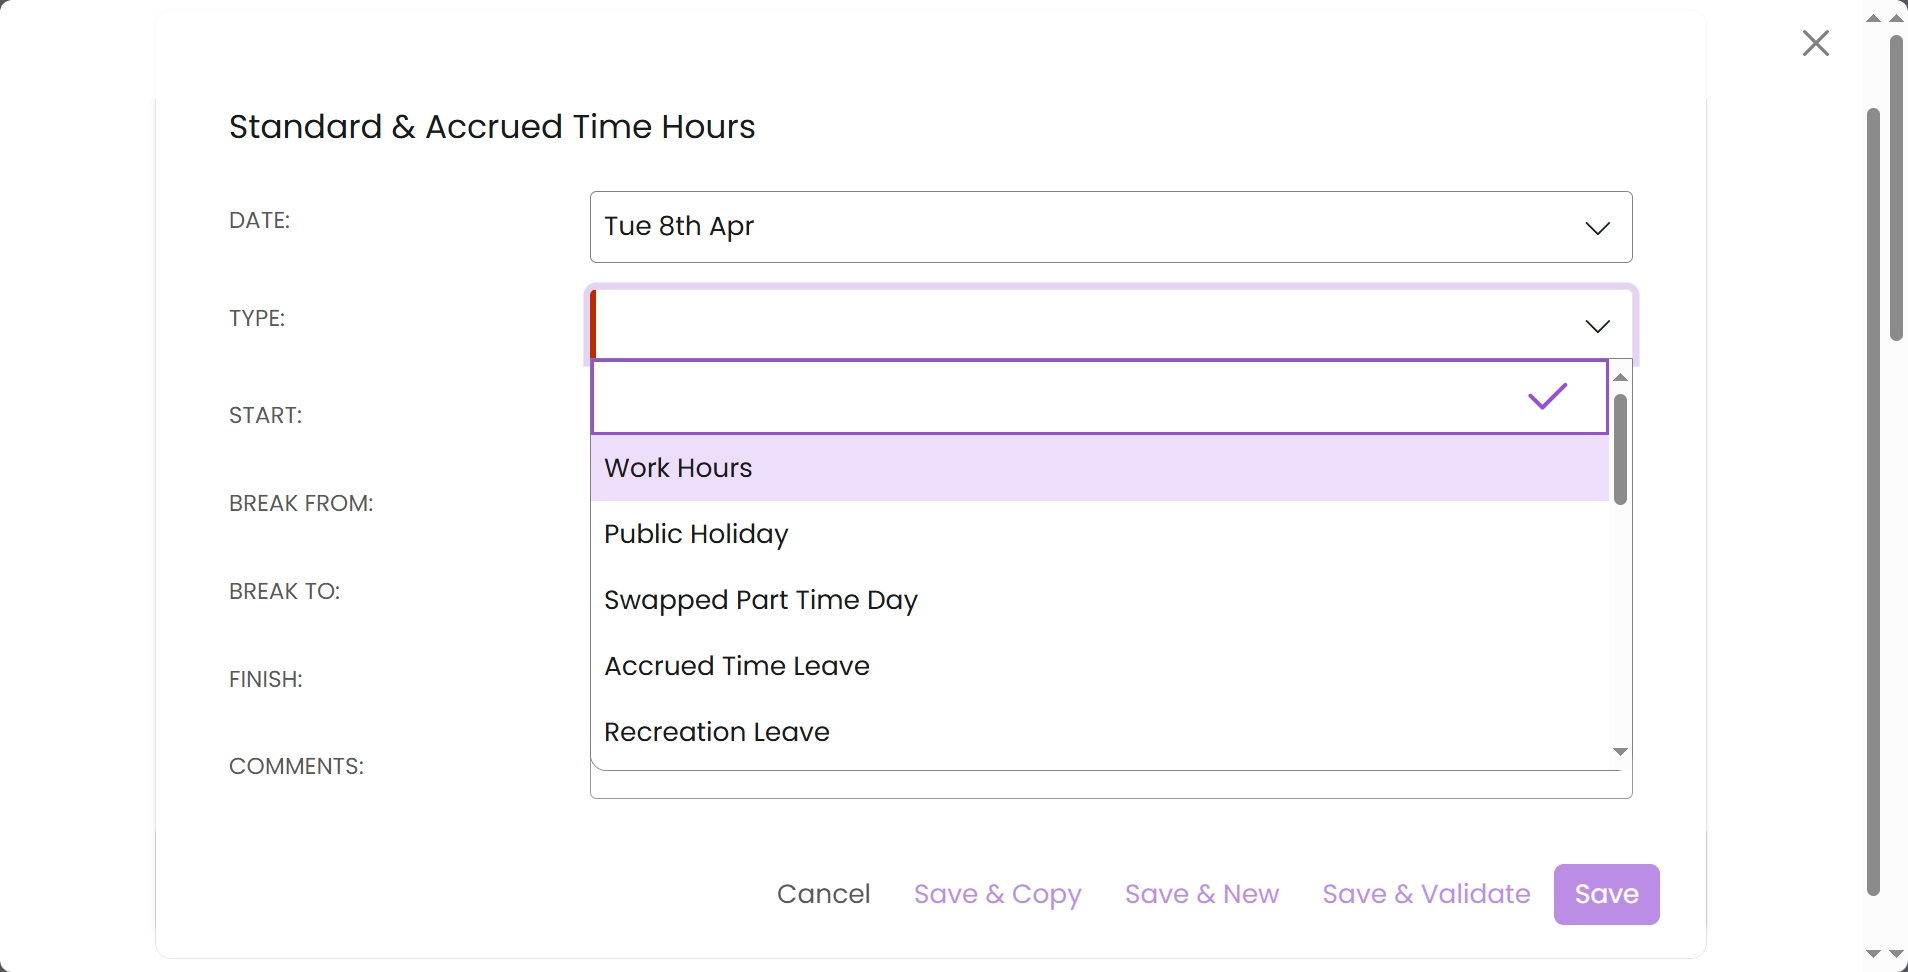 Standard & Accrued Time Hours
DATE:
Tue 8th Apr
TYPE:
START:
BREAK FROM:
BREAK TO:
FINISH:
COMMENTS:
Work Hours
Public Holiday
Swapped Part Time Day
Accrued Time Leave
Recreation Leave
Cancel
Save & Copy
Save & New
Save & Validate
Save